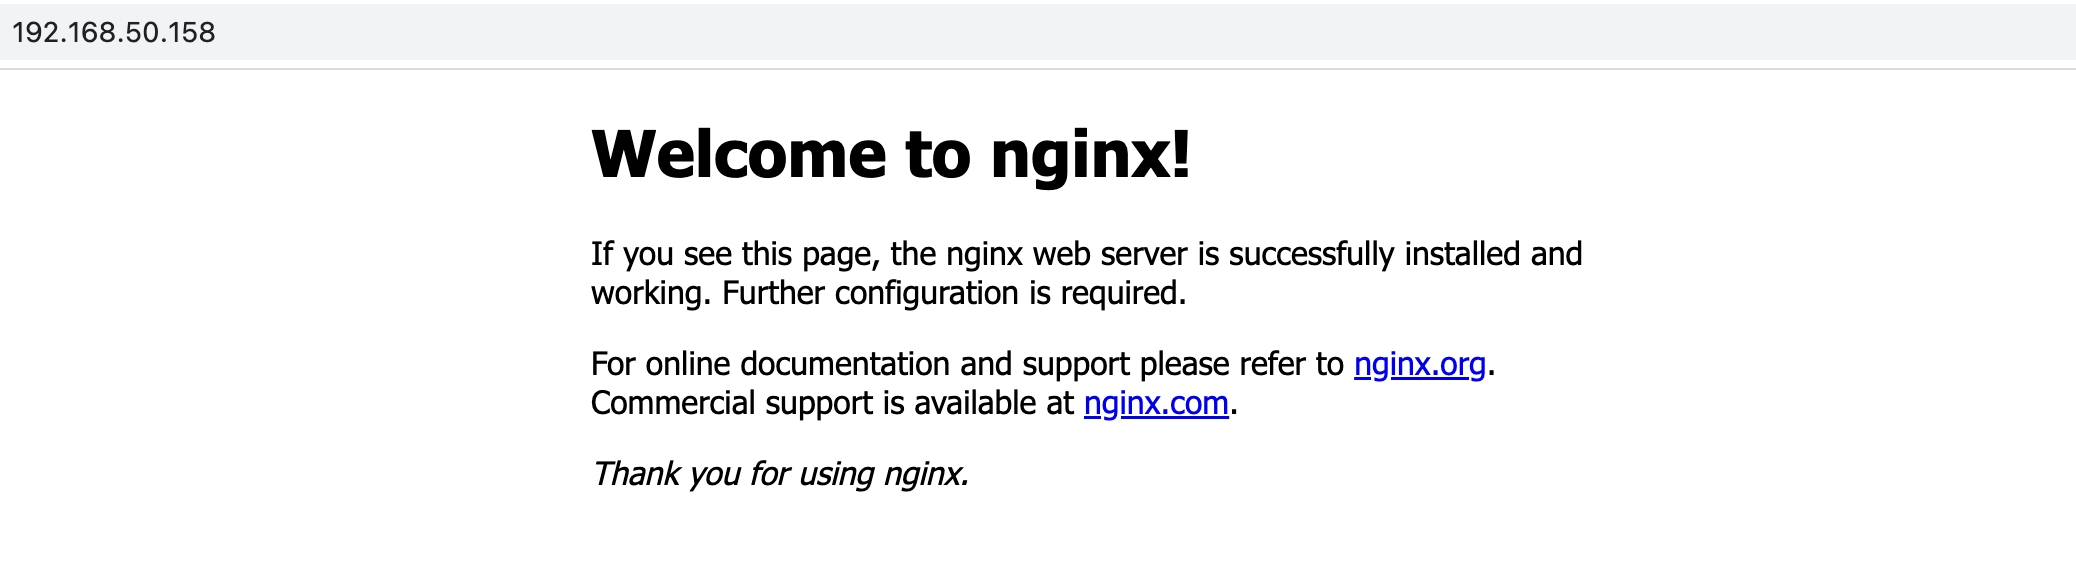 192.168.50.158
Welcome to nginx!
If you see this page, the nginx web server is successfully installed and
working. Further configuration is required.
For online documentation and support please refer to nginx.org.
Commercial support is available at nginx.com.
Thank you for using nginx.